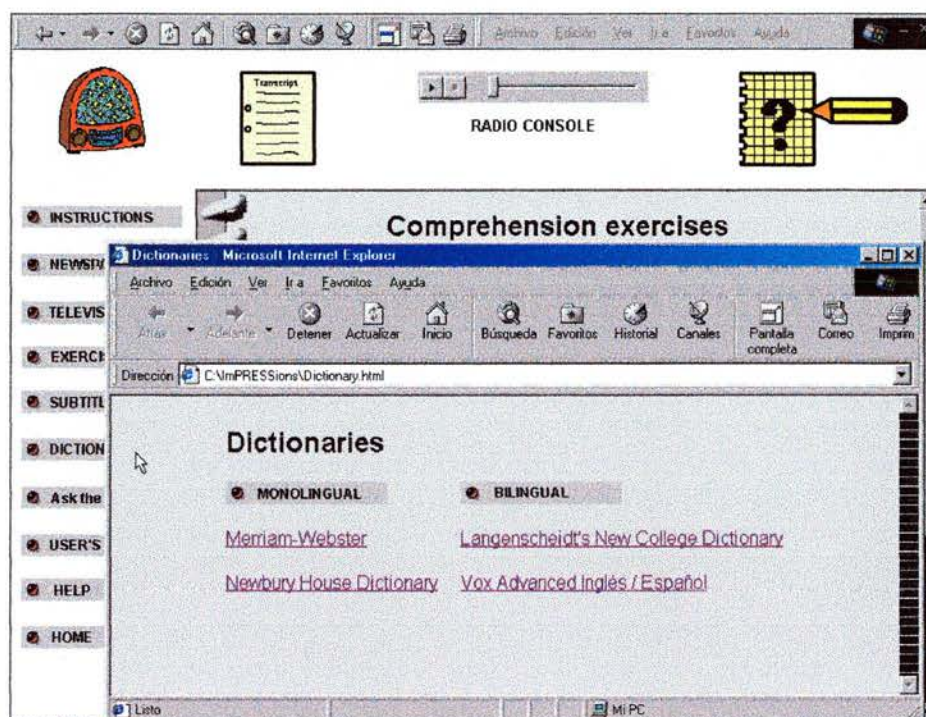 Archivo Edición Ver Ir a Favoritos Ayuda
Transcrips
RADIO CONSOLE
?
INSTRUCTIONS
Comprehension exercises
NEWSP
Dictionaries - Microsoft Internet Explorer
Archivo Edición Ver Ir a Favoritos Ayuda
TELEVIS
Atrás Adelante Detener Actualizar Inicio Búsqueda Favoritos Historial Canales Pantalla completa Correo Imprim
EXERCI
Dirección C:\ImPRESSions\Dictionary.html
SUBTITL
Dictionaries
DICTION
MONOLINGUAL BILINGUAL
Ask the
Merriam-Webster Langenscheidt's New College Dictionary
USER'S
Newbury House Dictionary Vox Advanced Inglés / Español
HELP
HOME
Listo Mi PC